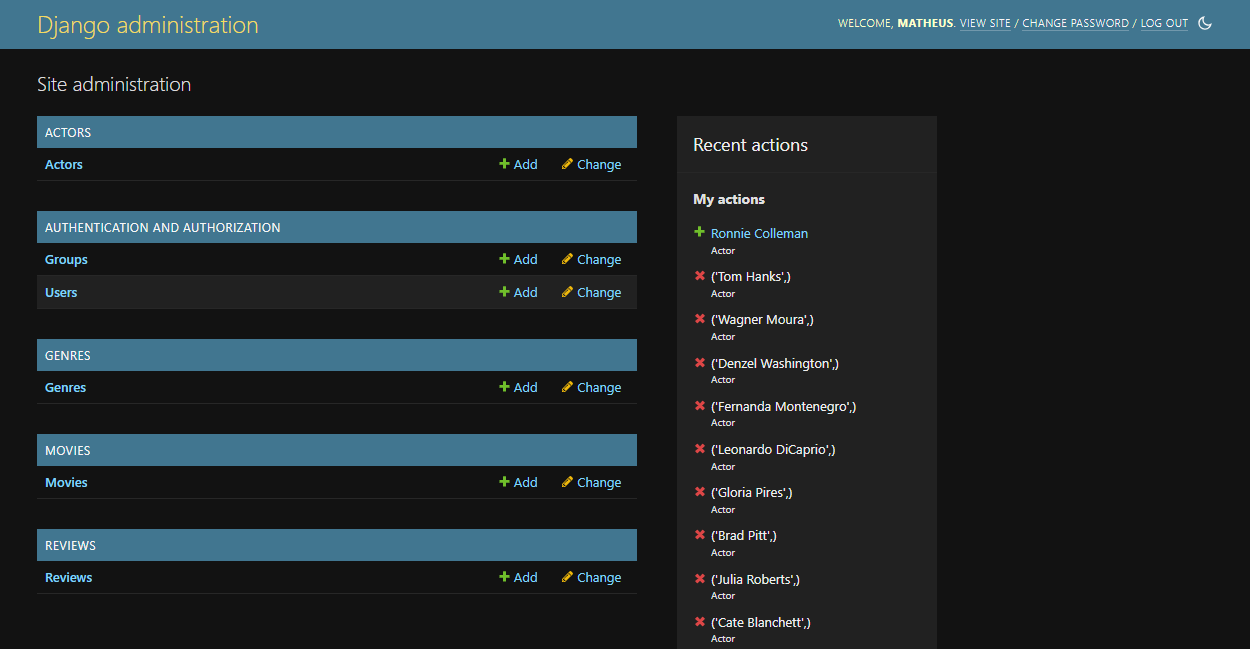 Django administration
WELCOME, MATHEUS. VIEW SITE / CHANGE PASSWORD / LOG OUT
Site administration
ACTORS
Actors Add Change
AUTHENTICATION AND AUTHORIZATION
Groups Add Change
Users Add Change
GENRES
Genres Add Change
MOVIES
Movies Add Change
REVIEWS
Reviews Add Change
Recent actions
My actions
Ronnie Colleman
Actor
('Tom Hanks',)
Actor
('Wagner Moura',)
Actor
('Denzel Washington',)
Actor
('Fernanda Montenegro',)
Actor
('Leonardo DiCaprio',)
Actor
('Gloria Pires',)
Actor
('Brad Pitt',)
Actor
('Julia Roberts',)
Actor
('Cate Blanchett',)
Actor